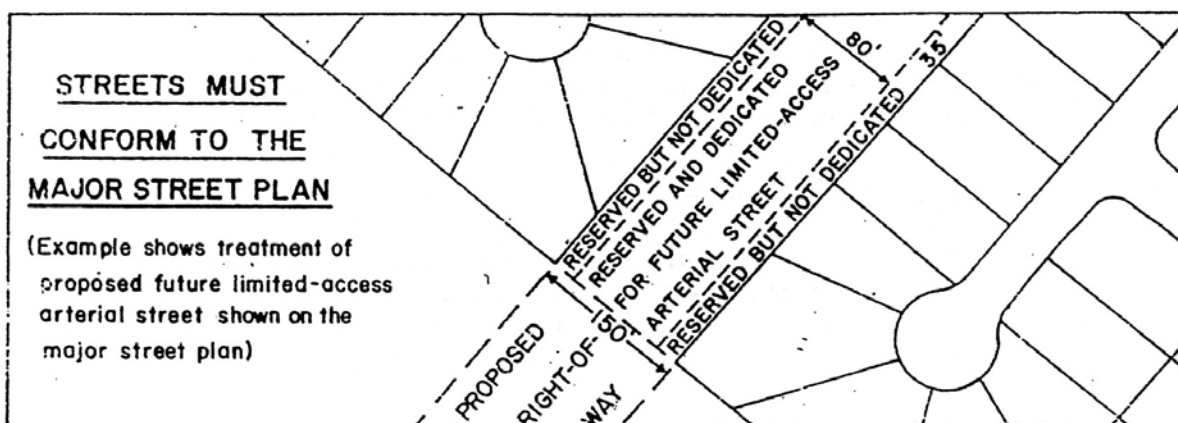 STREETS MUST
CONFORM TO THE
MAJOR STREET PLAN
(Example shows treatment of
proposed future limited-access
arterial street shown on the
major street plan)
RESERVED BUT NOT DEDICATED
RESERVED AND DEDICATED
FOR FUTURE LIMITED-ACCESS
ARTERIAL STREET
RESERVED BUT NOT DEDICATED
80'
35'
PROPOSED
RIGHT-OF-
WAY